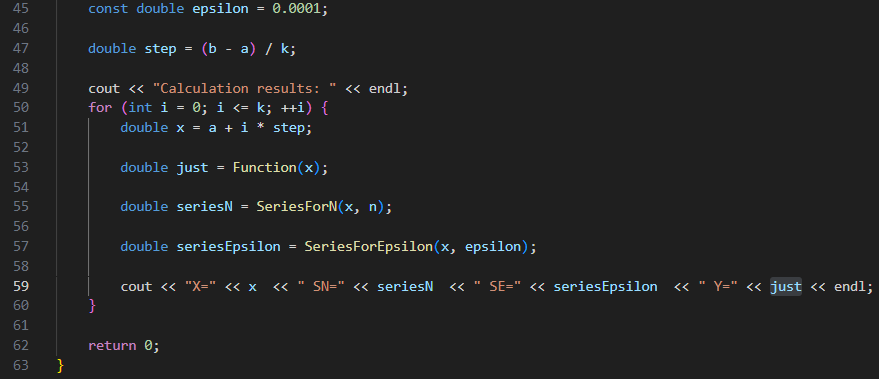 45 const double epsilon = 0.0001;
46
47 double step = (b - a) / k;
48
49 cout << "Calculation results: " << endl;
50 for (int i = 0; i <= k; ++i) {
51 double x = a + i * step;
52
53 double just = Function(x);
54
55 double seriesN = SeriesForN(x, n);
56
57 double seriesEpsilon = SeriesForEpsilon(x, epsilon);
58
59 cout << "X=" << x  << " SN=" << seriesN  << " SE=" << seriesEpsilon  << " Y=" << just << endl;
60 }
61
62 return 0;
63 }